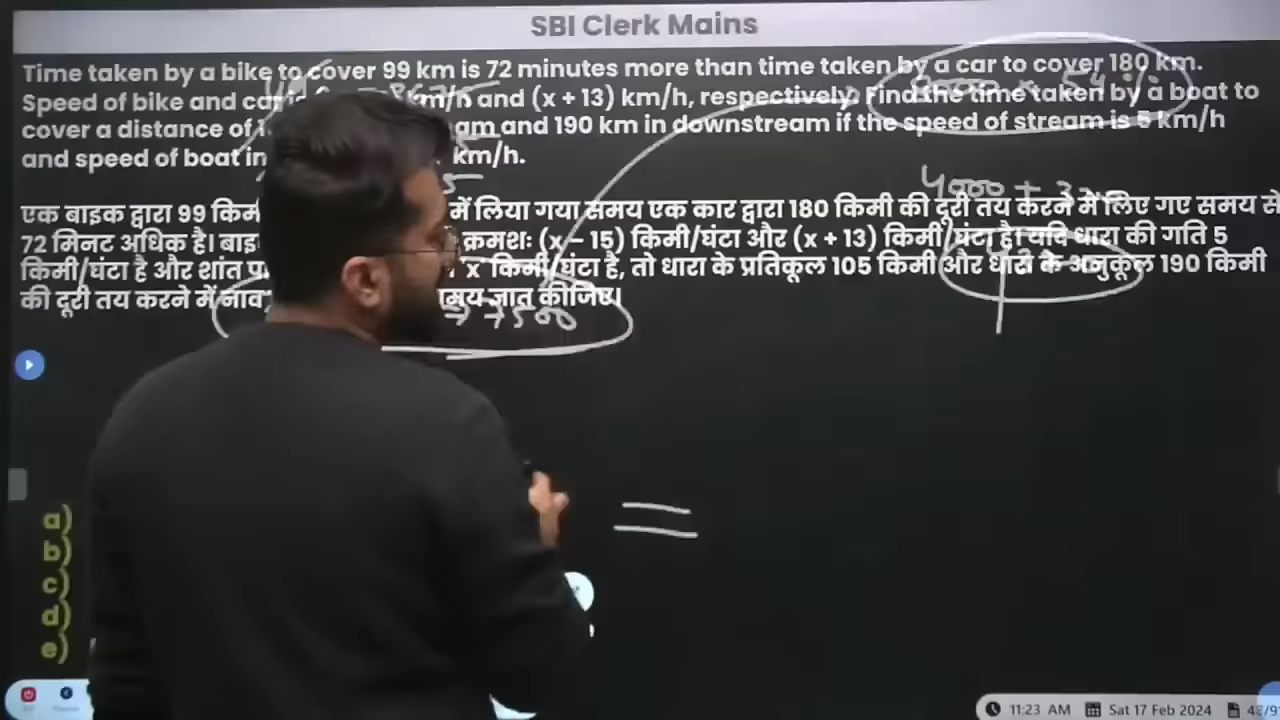 SBI Clerk Mains
Time taken by a bike to cover 99 km is 72 minutes more than time taken by a car to cover 180 km.
Speed of bike and car km/h and (x + 13) km/h, respectively. Find the time taken by a boat to
cover a distance of and 190 km in downstream if the speed of stream is 5 km/h
and speed of boat in km/h.
4000 × 54%
4000 +
एक बाइक द्वारा 99 में लिया गया समय एक कार द्वारा 180 किमी की दूरी तय करने में लिए गए समय से
72 मिनट अधिक है। क्रमशः (x – 15) किमी/घंटा और (x + 13) किमी/घंटा है। यदि धारा की गति 5
किमी/घंटा है और शांत 'x' किमी/घंटा है, तो धारा के प्रतिकूल 105 किमी और धारा के अनुकूल 190 किमी
की दूरी तय करने में नाव ज्ञात कीजिए।
7500
=
a
b
c
d
e
11:23 AM Sat 17 Feb 2024